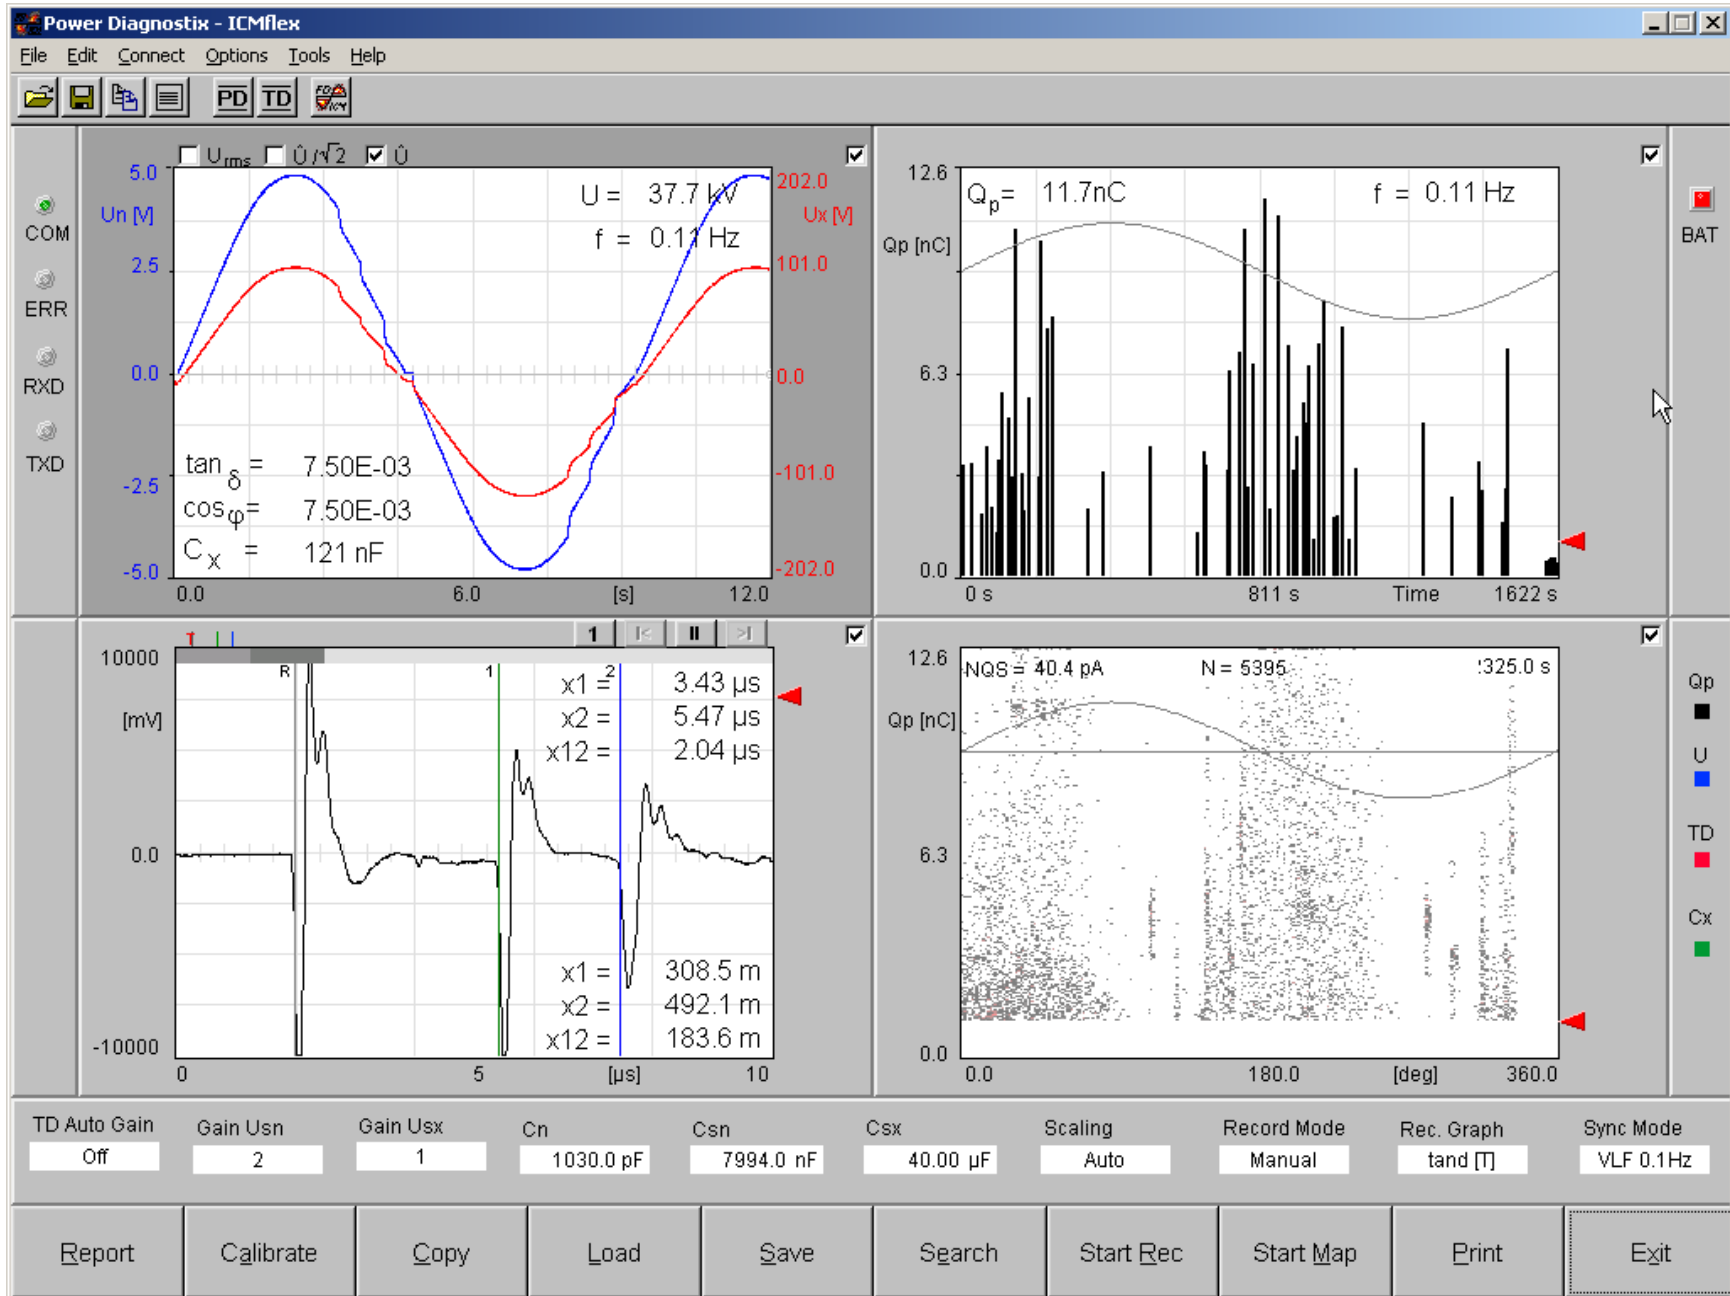 Power Diagnostix - ICMflex
File Edit Connect Options Tools Help
PD TD
COM
ERR
RXD
TXD
Urms Û/√2 Û
5.0
Un [V]
2.5
0.0
-2.5
-5.0
U = 37.7 kV
f = 0.11 Hz
202.0
Ux [V]
101.0
0.0
-101.0
-202.0
tan δ = 7.50E-03
cos φ = 7.50E-03
Cx = 121 nF
0.0 6.0 [s] 12.0
12.6
Qp [nC]
6.3
0.0
Qp= 11.7nC f = 0.11 Hz
0 s 811 s Time 1622 s
BAT
1 |< II >|
10000
[mV]
0.0
-10000
R 1 2
x1 = 3.43 µs
x2 = 5.47 µs
x12 = 2.04 µs
x1 = 308.5 m
x2 = 492.1 m
x12 = 183.6 m
0 5 [µs] 10
12.6
Qp [nC]
6.3
0.0
NQS = 40.4 pA N = 5395 :325.0 s
0.0 180.0 [deg] 360.0
Qp
U
TD
Cx
TD Auto Gain Gain Usn Gain Usx Cn Csn Csx Scaling Record Mode Rec. Graph Sync Mode
Off 2 1 1030.0 pF 7994.0 nF 40.00 µF Auto Manual tand [T] VLF 0.1Hz
Report Calibrate Copy Load Save Search Start Rec Start Map Print Exit